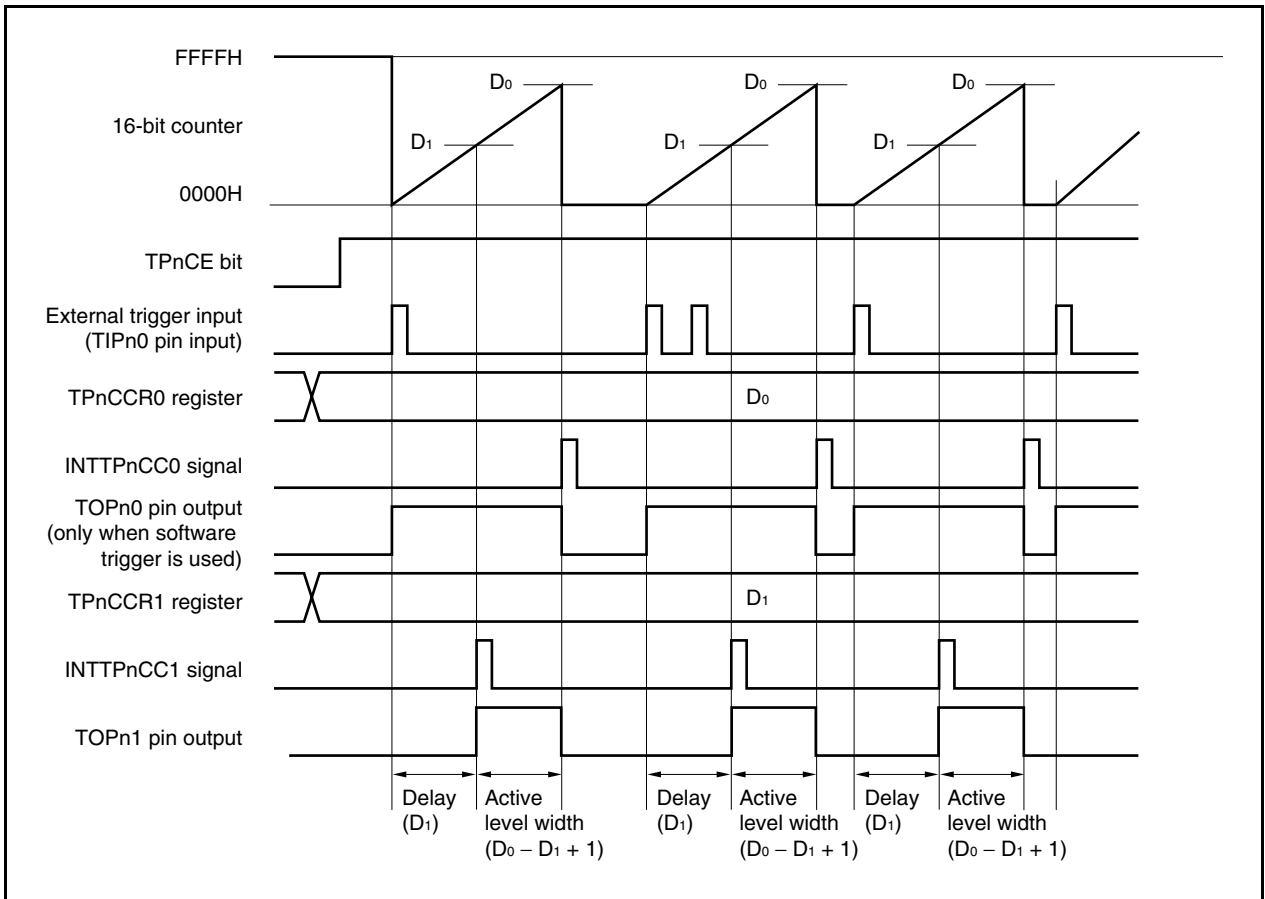 FFFFH
D0 D0 D0
16-bit counter
D1 D1 D1
0000H
TPnCE bit
External trigger input
(TIPn0 pin input)
TPnCCR0 register
D0
INTTPnCC0 signal
TOPn0 pin output
(only when software
trigger is used)
TPnCCR1 register
D1
INTTPnCC1 signal
TOPn1 pin output
Delay
(D1)
Active
level width
(D0 – D1 + 1)
Delay
(D1)
Active
level width
(D0 – D1 + 1)
Delay
(D1)
Active
level width
(D0 – D1 + 1)